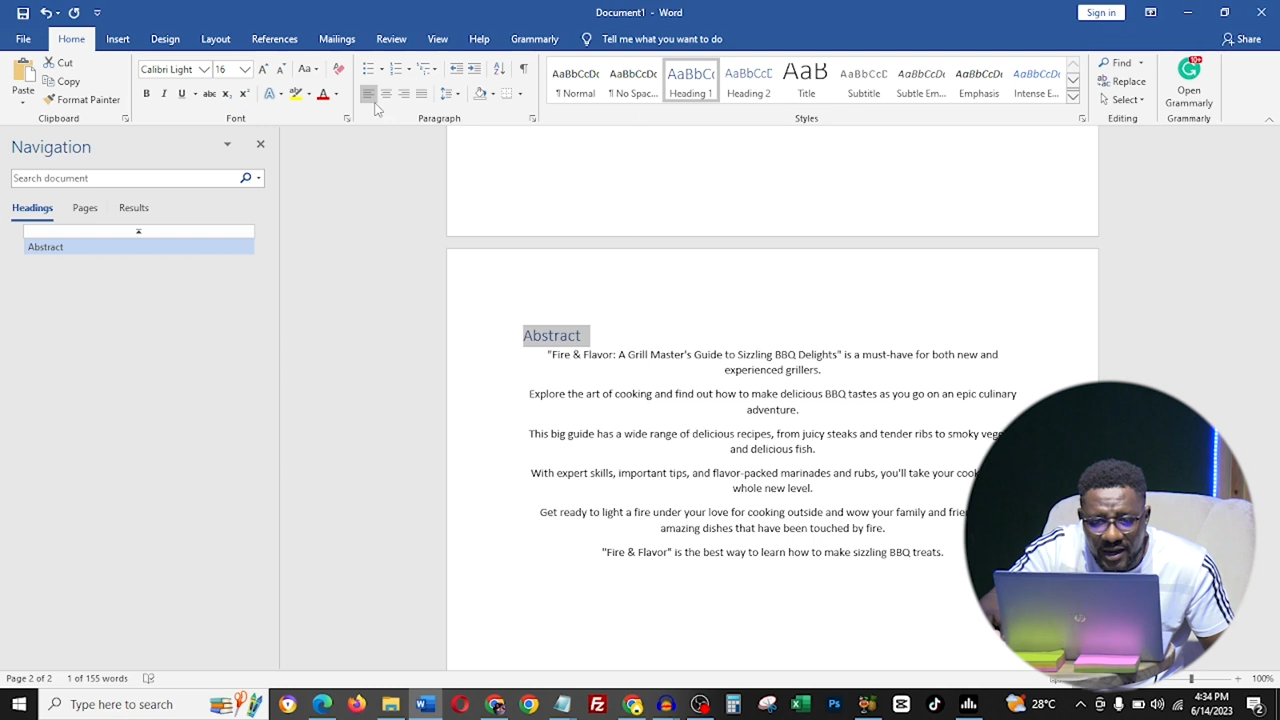 Document1 - Word
Sign in
File Home Insert Design Layout References Mailings Review View Help Grammarly Tell me what you want to do Share
Paste
Cut
Copy
Format Painter
Clipboard
Calibri Light 16 Aa
B I U abc X₂ X²
Font
Paragraph
AaBbCcDc AaBbCcDc AaBbCc AaBbCcD AaB AaBbCcD AaBbCcDc AaBbCcDc AaBbCcDc
¶ Normal ¶ No Spac... Heading 1 Heading 2 Title Subtitle Subtle Em... Emphasis Intense E...
Styles
Find
Replace
Select
Editing
10+
Open
Grammarly
Grammarly
Navigation
Search document
Headings Pages Results
Abstract
Abstract
"Fire & Flavor: A Grill Master's Guide to Sizzling BBQ Delights" is a must-have for both new and
experienced grillers.
Explore the art of cooking and find out how to make delicious BBQ tastes as you go on an epic culinary
adventure.
This big guide has a wide range of delicious recipes, from juicy steaks and tender ribs to smoky
and delicious fish.
With expert skills, important tips, and flavor-packed marinades and rubs, you'll take your
whole new level.
Get ready to light a fire under your love for cooking outside and wow your family and
amazing dishes that have been touched by fire.
"Fire & Flavor" is the best way to learn how to make sizzling BBQ treats.
Page 2 of 2 1 of 155 words
100%
Type here to search
28°C
4:34 PM
6/14/2023
2